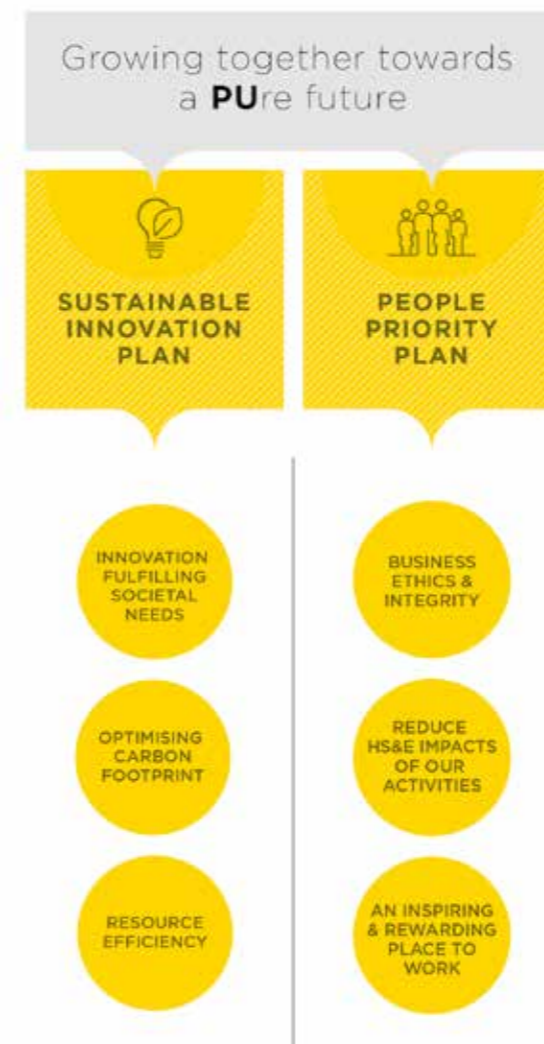 Growing together towards
a PUre future
SUSTAINABLE
INNOVATION
PLAN
INNOVATION
FULFILLING
SOCIETAL
NEEDS
OPTIMISING
CARBON
FOOTPRINT
RESOURCE
EFFICIENCY
PEOPLE
PRIORITY
PLAN
BUSINESS
ETHICS &
INTEGRITY
REDUCE
HS&E IMPACTS
OF OUR
ACTIVITIES
AN INSPIRING
& REWARDING
PLACE TO
WORK